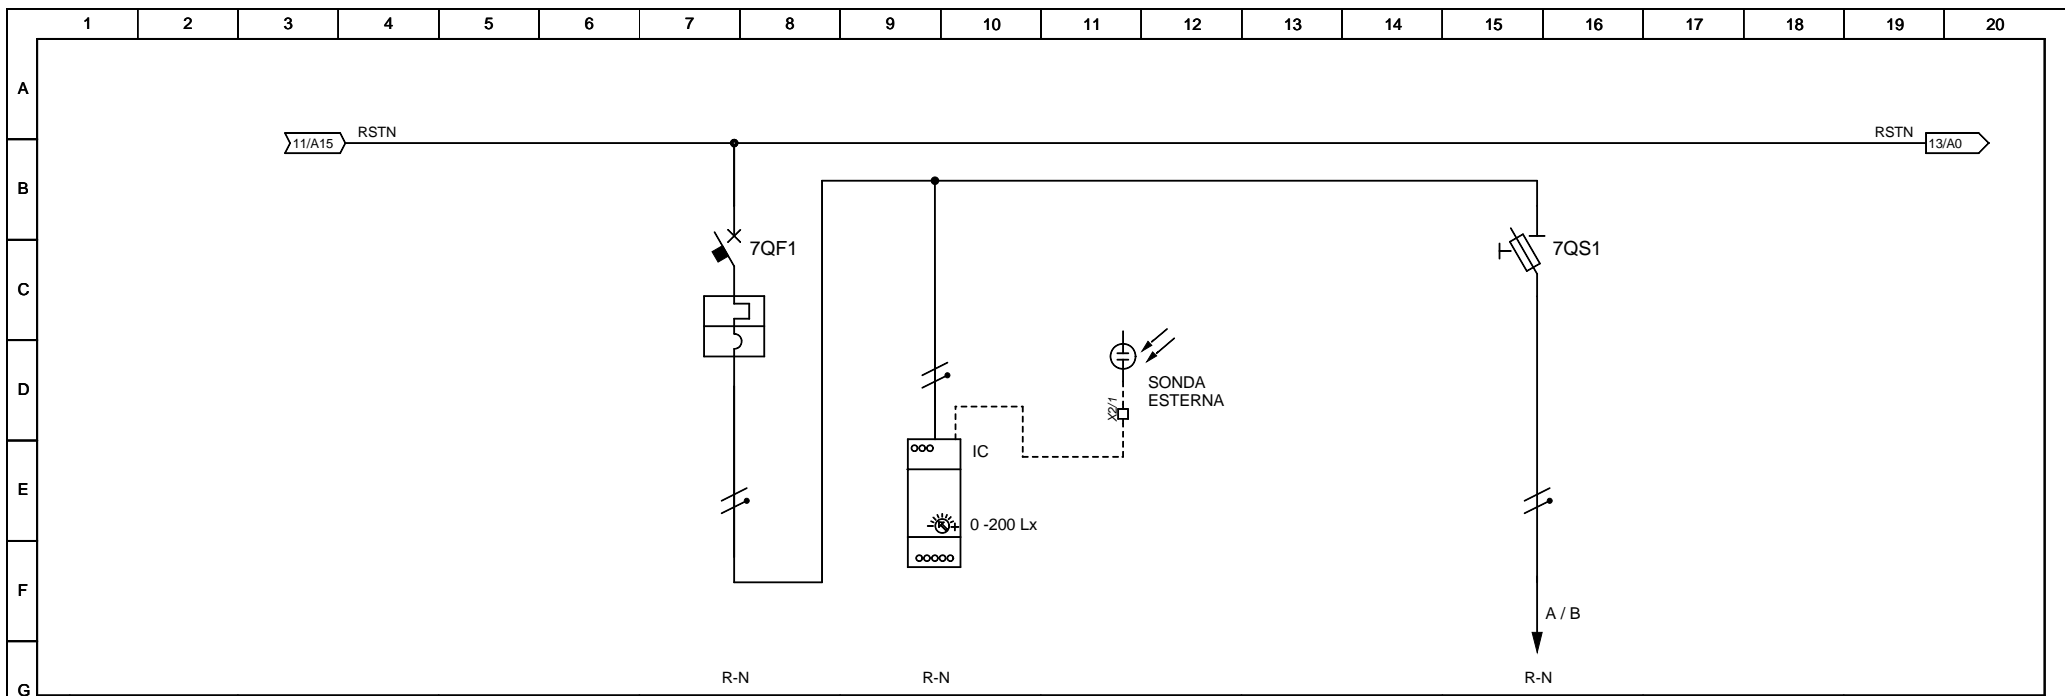 1 2 3 4 5 6 7 8 9 10 11 12 13 14 15 16 17 18 19 20
A
11/A15 RSTN RSTN 13/A0
B
7QF1 7QS1
C
D
SONDA
ESTERNA
X2/1
IC
E
0 -200 Lx
F
A / B
R-N R-N R-N
G